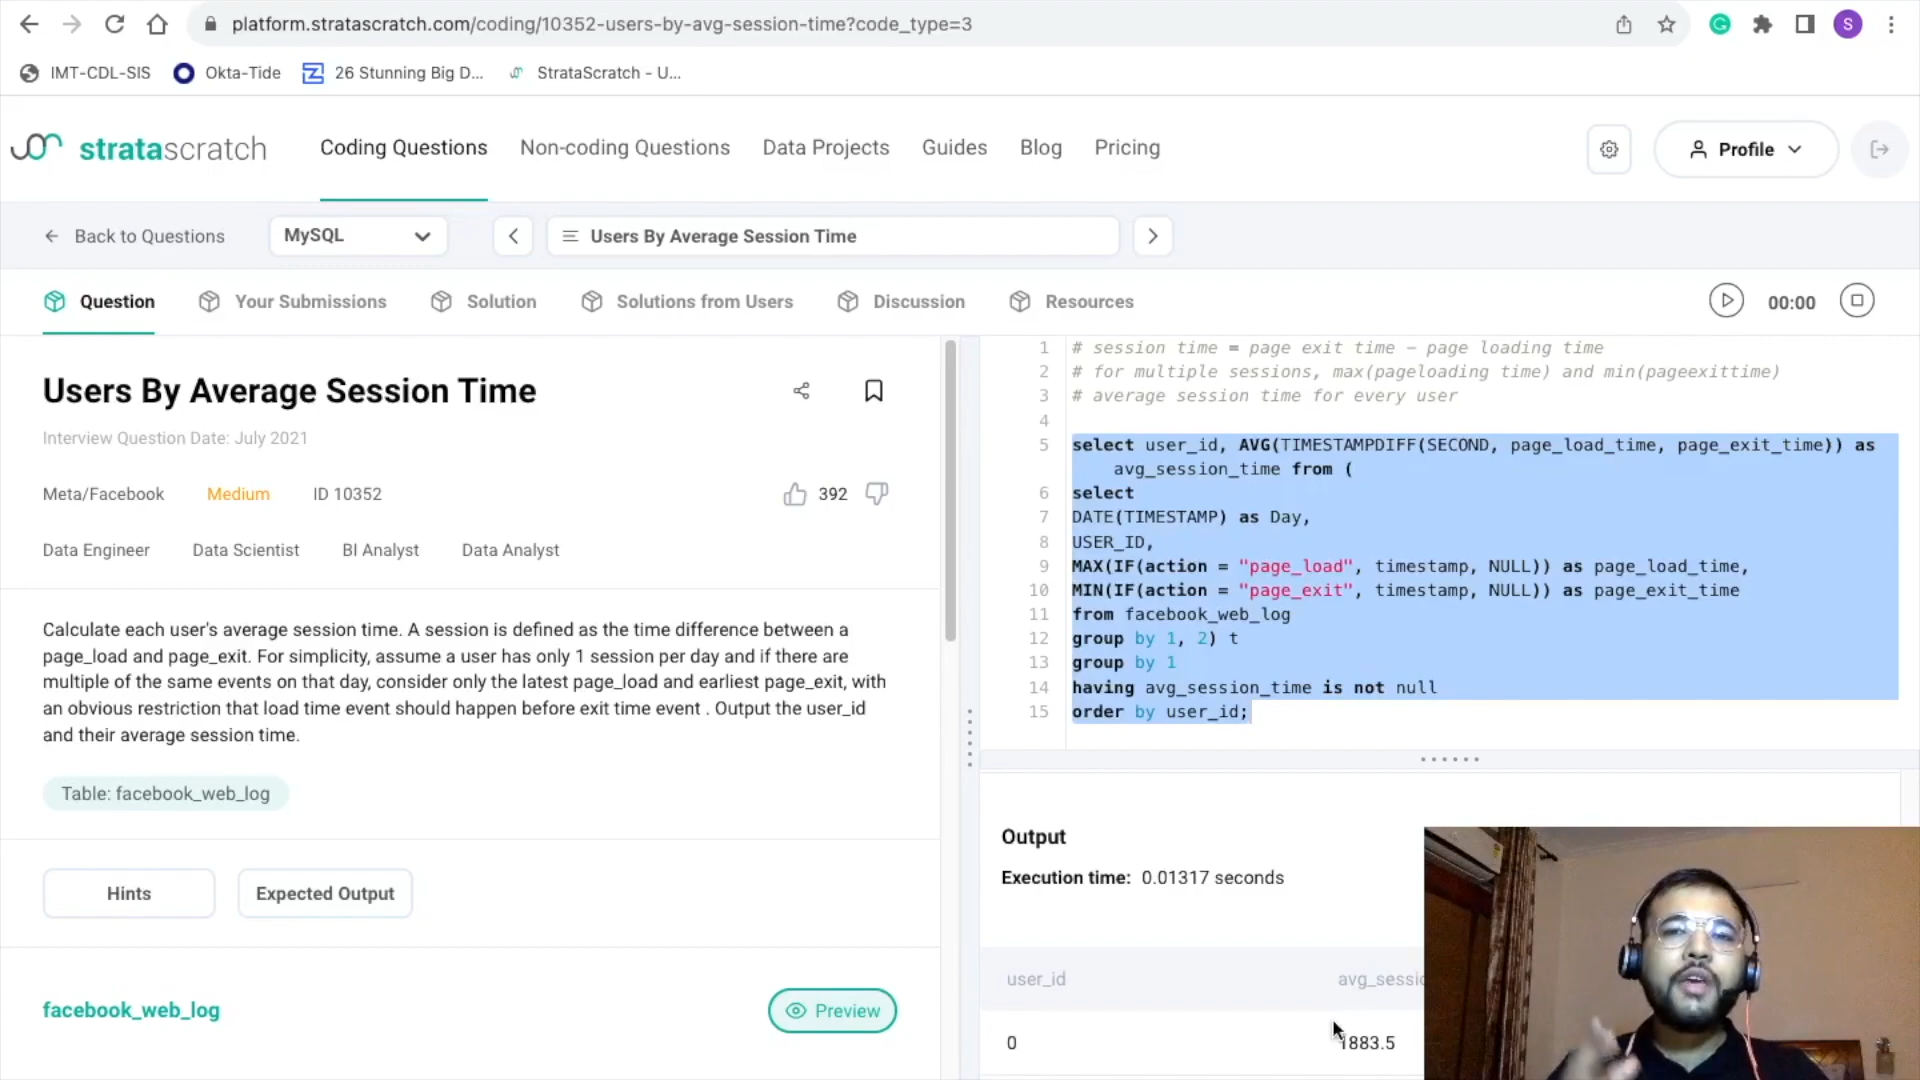 platform.stratascratch.com/coding/10352-users-by-avg-session-time?code_type=3
S
IMT-CDL-SIS
Okta-Tide
26 Stunning Big D...
StrataScratch - U...
stratascratch
Coding Questions
Non-coding Questions
Data Projects
Guides
Blog
Pricing
Profile
Back to Questions
MySQL
Users By Average Session Time
Question
Your Submissions
Solution
Solutions from Users
Discussion
Resources
00:00
Users By Average Session Time
Interview Question Date: July 2021
Meta/Facebook
Medium
ID 10352
392
Data Engineer
Data Scientist
BI Analyst
Data Analyst
Calculate each user's average session time. A session is defined as the time difference between a
page_load and page_exit. For simplicity, assume a user has only 1 session per day and if there are
multiple of the same events on that day, consider only the latest page_load and earliest page_exit, with
an obvious restriction that load time event should happen before exit time event . Output the user_id
and their average session time.
Table: facebook_web_log
Hints
Expected Output
facebook_web_log
Preview
1 # session time = page exit time − page loading time
2 # for multiple sessions, max(pageloading time) and min(pageexittime)
3 # average session time for every user
4
5 select user_id, AVG(TIMESTAMPDIFF(SECOND, page_load_time, page_exit_time)) as
avg_session_time from (
6 select
7 DATE(TIMESTAMP) as Day,
8 USER_ID,
9 MAX(IF(action = "page_load", timestamp, NULL)) as page_load_time,
10 MIN(IF(action = "page_exit", timestamp, NULL)) as page_exit_time
11 from facebook_web_log
12 group by 1, 2) t
13 group by 1
14 having avg_session_time is not null
15 order by user_id;
Output
Execution time: 0.01317 seconds
user_id
avg_sessio
0
1883.5